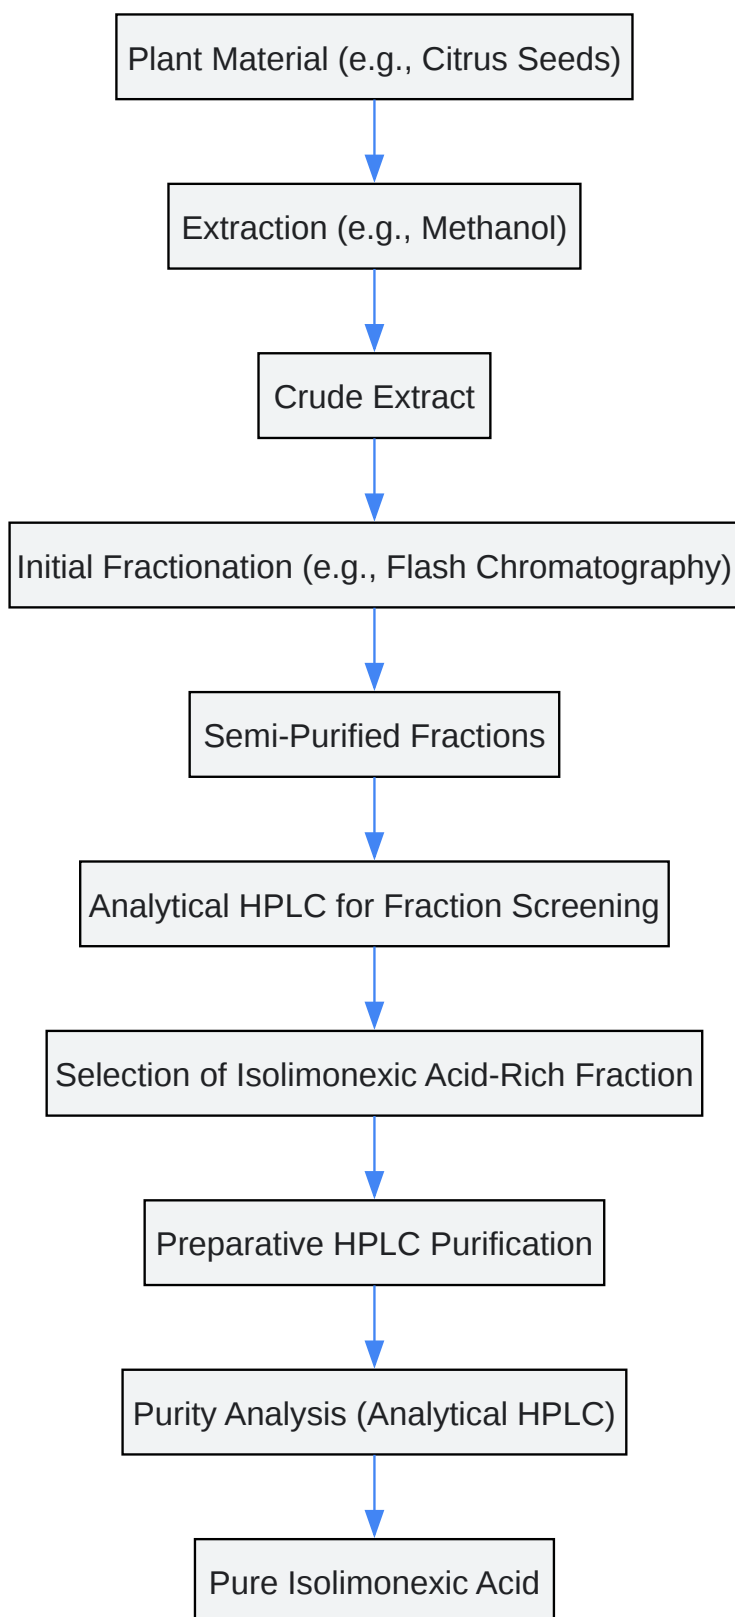 Plant Material (e.g., Citrus Seeds)
Extraction (e.g., Methanol)
Crude Extract
Initial Fractionation (e.g., Flash Chromatography)
Semi-Purified Fractions
Analytical HPLC for Fraction Screening
Selection of Isolimonexic Acid-Rich Fraction
Preparative HPLC Purification
Purity Analysis (Analytical HPLC)
Pure Isolimonexic Acid